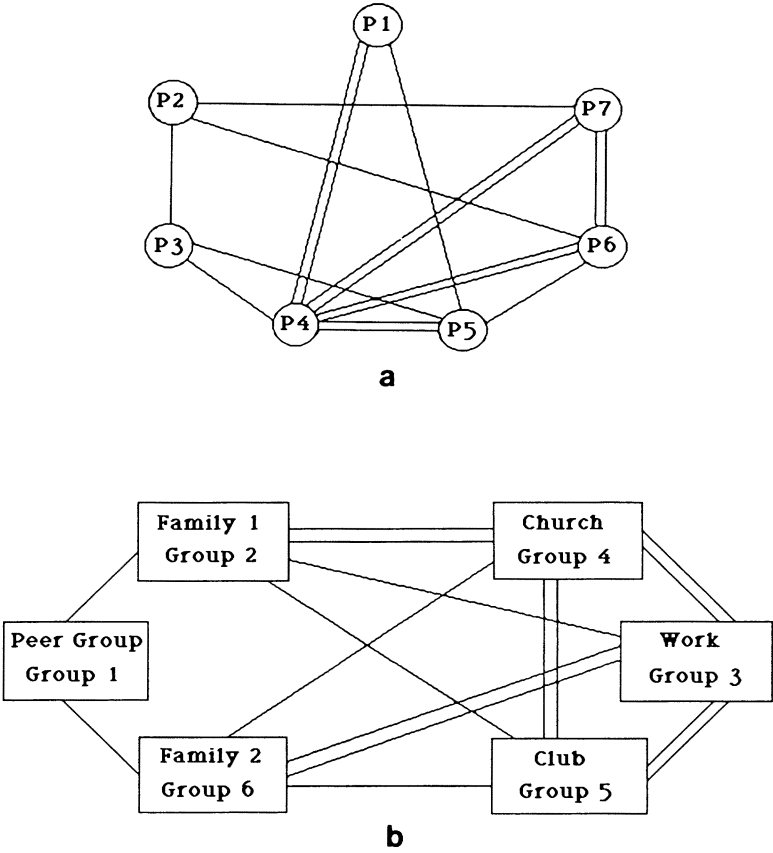 P1
P2
P7
P3
P6
P4
P5
a
Family 1
Group 2
Church
Group 4
Peer Group
Group 1
Work
Group 3
Family 2
Group 6
Club
Group 5
b